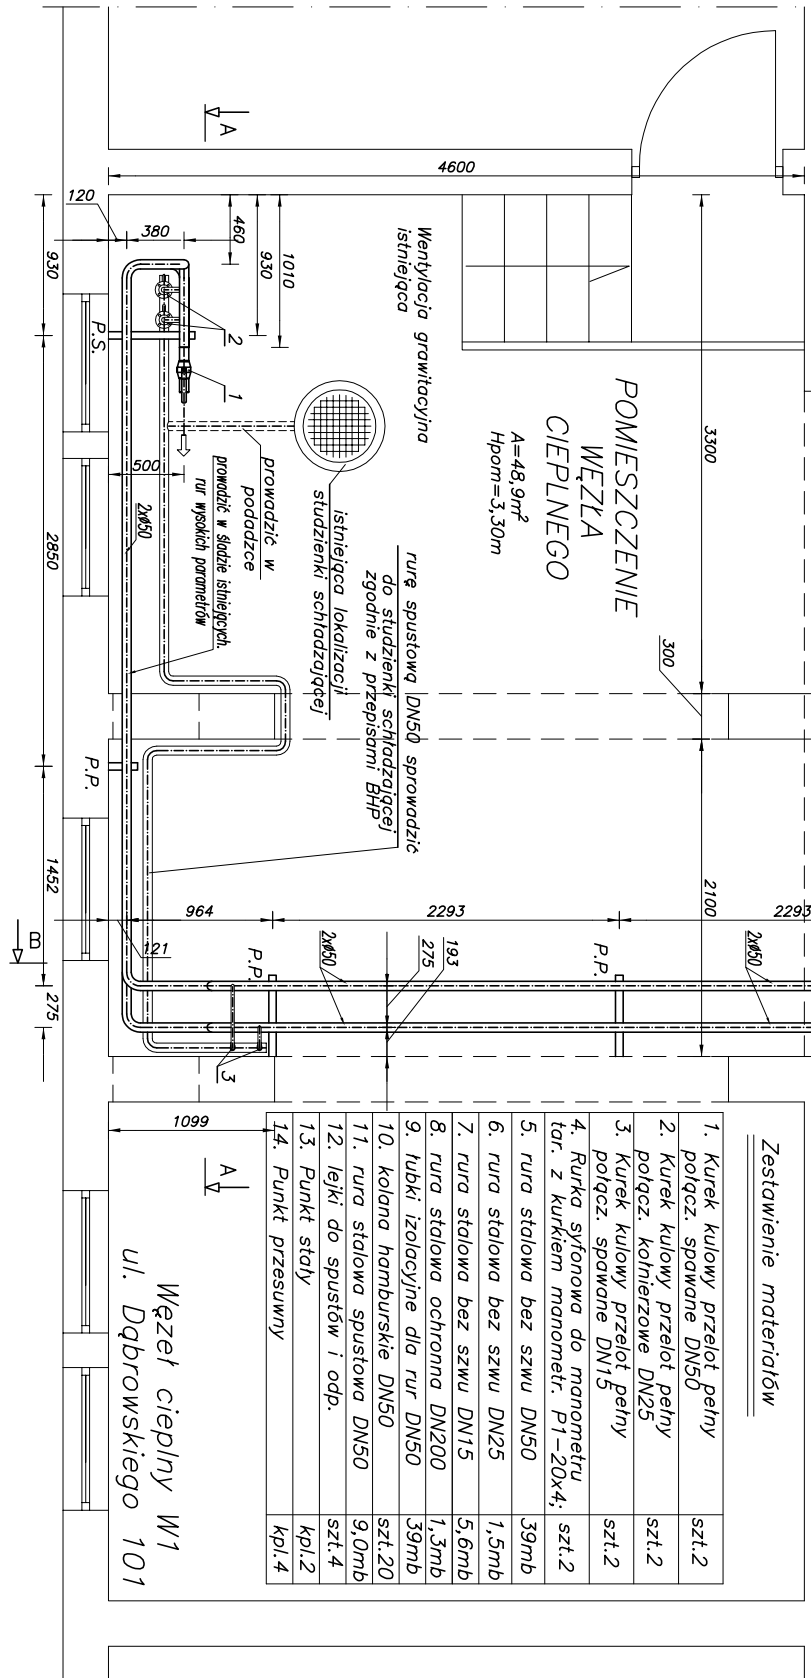 A
4600
120
380
460
930
1010
930
Wentylacja grawitacyjna
istniejąca
P.S.
2
1
POMIESZCZENIE
WĘZŁA
CIEPLNEGO
A=48,9m²
Hpom=3,30m
3300
500
2850
2xø50
prowadzić w śladzie istniejących.
rur wysokich parametrów
prowadzić w
podadzce
istniejąca lokalizacji
studzienki schładzającej
rurę spustową DN50 sprowadzić
do studzienki schładzającej
zgodnie z przepisami BHP
300
P.P.
1452
2100
964
2293
2293
121
B
275
2xø50
P.P.
193
275
P.P.
2xø50
3
1099
A
Zestawienie materiałów
1. Kurek kulowy przelot pełny
połącz. spawane DN50
szt.2
2. Kurek kulowy przelot pełny
połącz. kołnierzowe DN25
szt.2
3. Kurek kulowy przelot pełny
połącz. spawane DN15
szt.2
4. Rurka syfonowa do manometru
tar. z kurkiem manometr. P1-20x4;
szt.2
5. rura stalowa bez szwu DN50
39mb
6. rura stalowa bez szwu DN25
1,5mb
7. rura stalowa bez szwu DN15
5,6mb
8. rura stalowa ochronna DN200
1,3mb
9. łubki izolacyjne dla rur DN50
39mb
10. kolana hamburskie DN50
szt.20
11. rura stalowa spustowa DN50
9,0mb
12. lejki do spustów i odp.
szt.4
13. Punkt stały
kpl.2
14. Punkt przesuwny
kpl.4
Węzeł cieplny W1
ul. Dąbrowskiego 101